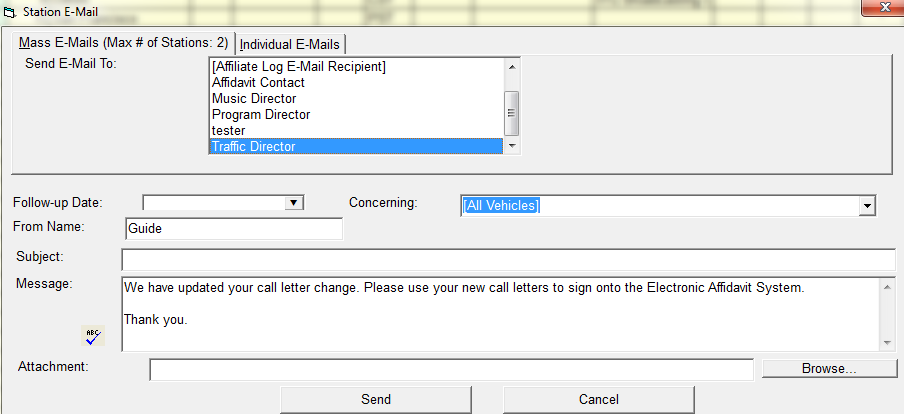 Station E-Mail
Mass E-Mails (Max # of Stations: 2)
Individual E-Mails
Send E-Mail To:
[Affiliate Log E-Mail Recipient]
Affidavit Contact
Music Director
Program Director
tester
Traffic Director
Follow-up Date:
Concerning:
[All Vehicles]
From Name:
Guide
Subject:
Message:
We have updated your call letter change. Please use your new call letters to sign onto the Electronic Affidavit System.
Thank you.
ABC
Attachment:
Browse...
Send
Cancel